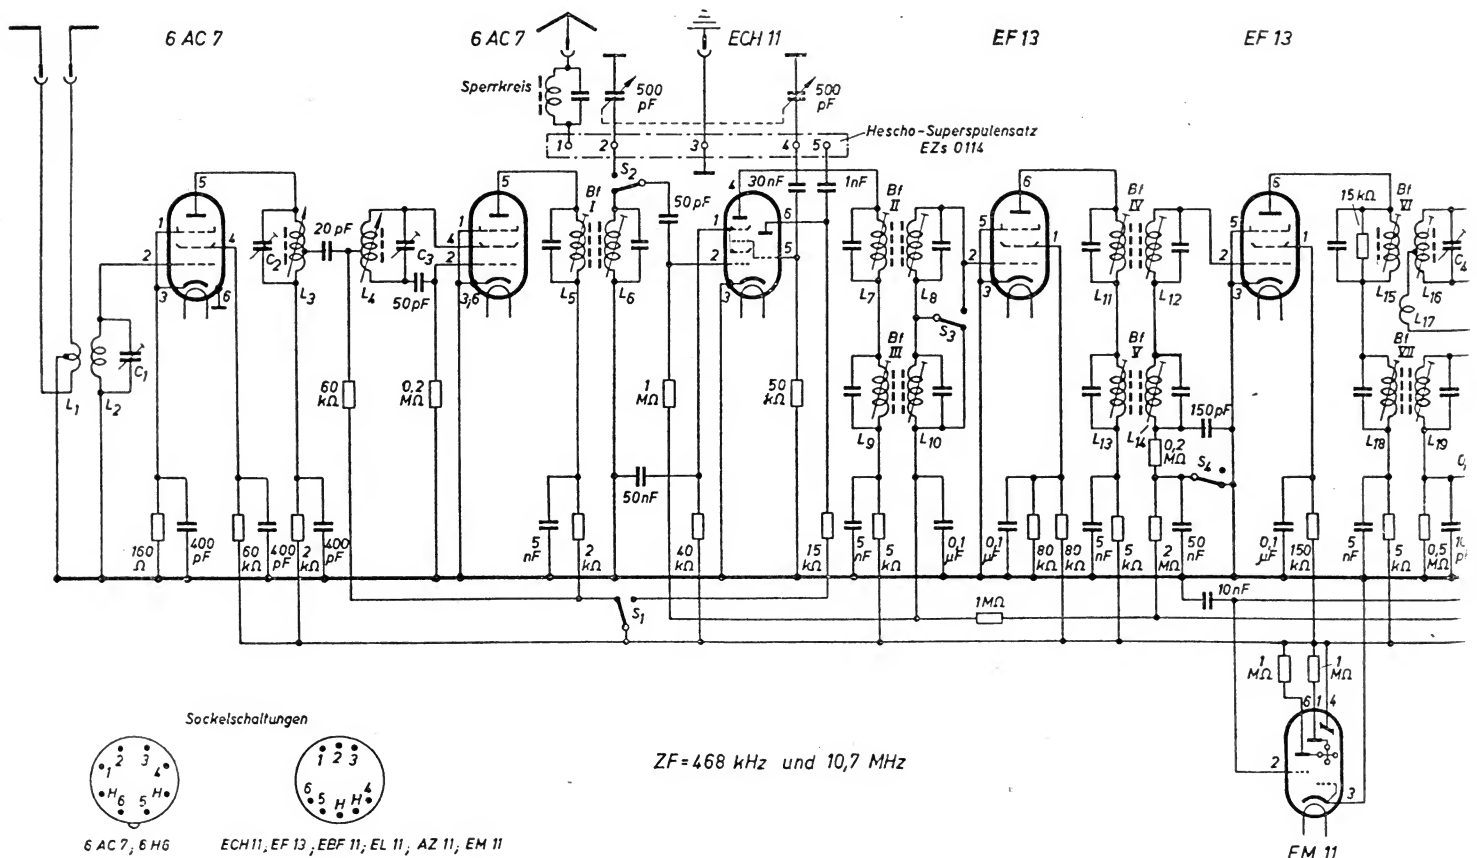 6 AC 7
6 AC 7
ECH 11
EF 13
EF 13
Sperrkreis
500 pF
500 pF
Hescho-Superspulensatz
EZs 0114
1 2 3 4 5
5
5
S2
Bf I
50 pF
30 nF
1 nF
4
Bf II
6
Bf IV
6
15 kΩ
Bf VI
1
4
2
3
6
C2
20 pF
L3
L4
C3
50 pF
1
4
2
3,6
L5
L6
1
2
3
6
5
L7
L8
5
2
3
1
L11
L12
5
2
3
1
L15
L16
C4
L17
C1
L1
L2
60 kΩ
0,2 MΩ
1 MΩ
50 kΩ
Bf III
S3
Bf V
Bf VII
L9
L10
L13
L14
150 pF
0,2 MΩ
S4
L18
L19
50 nF
160 Ω
400 pF
60 kΩ
400 pF
2 kΩ
400 pF
5 nF
2 kΩ
40 kΩ
15 kΩ
5 nF
5 kΩ
0,1 µF
0,1 µF
80 kΩ
80 kΩ
5 nF
5 kΩ
2 MΩ
50 nF
0,1 µF
150 kΩ
5 nF
5 kΩ
0,5 MΩ
S1
1 MΩ
10 nF
1 MΩ
1 MΩ
6 1 4
2
3
EM 11
Sockelschaltungen
1 2 3 4 H 5 6 H
1 2 3 4 H H 5 6
ZF = 468 kHz und 10,7 MHz
6 AC 7; 6 H6
ECH 11; EF 13; EBF 11; EL 11; AZ 11; EM 11